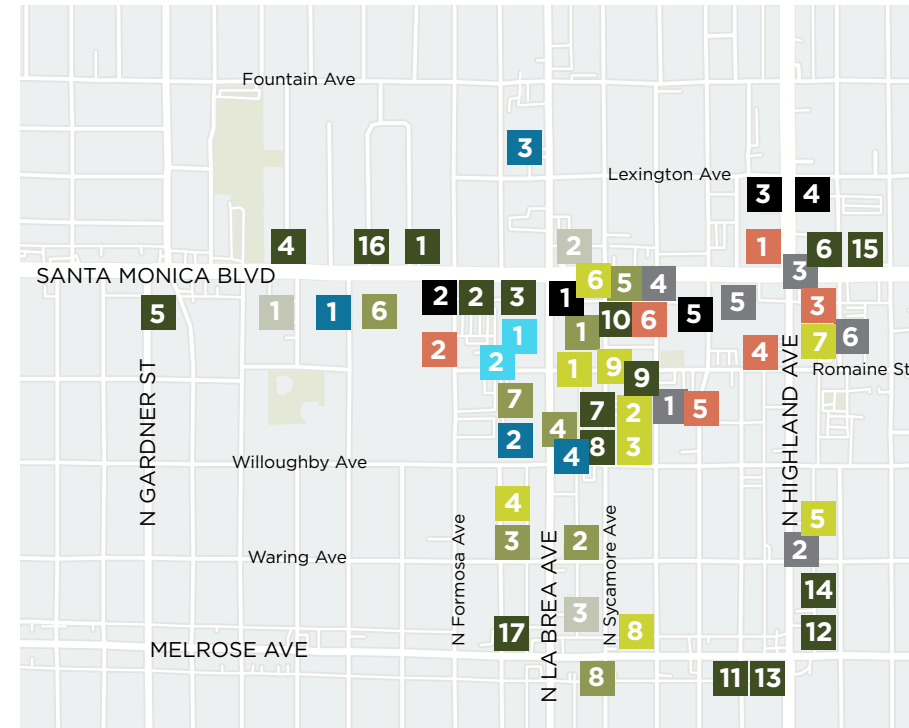 Fountain Ave
3
Lexington Ave
3 4
4 16 1 2 1 6 15
SANTA MONICA BLVD
3
6 5 4
5 1 1 6 2 2 3 1 5 3
10 6 5
2 1 1 4 7 6
2 1 9 9 Romaine St
7 7 2 1 5
2 4 8 3
4
Willoughby Ave
N GARDNER ST
N HIGHLAND AVE
4 5
3 2 2
Waring Ave
N Formosa Ave
N LA BREA AVE
N Sycamore Ave
14
3
17 8 12
MELROSE AVE
8 11 13